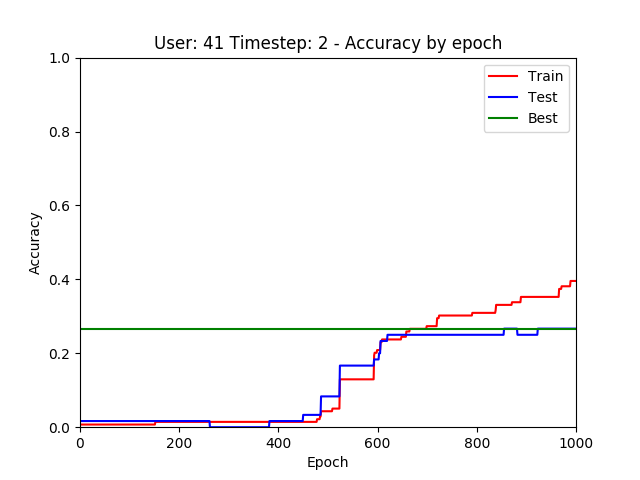 User: 41 Timestep: 2 - Accuracy by epoch
1.0
0.8
0.6
0.4
0.2
0.0
Accuracy
Train
Test
Best
0 200 400 600 800 1000
Epoch